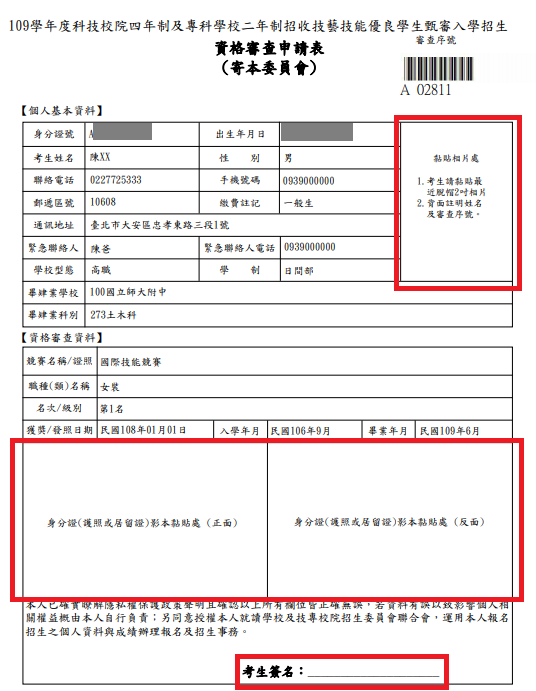 109學年度科技校院四年制及專科學校二年制招收技藝技能優良學生甄審入學招生
資格審查申請表
(寄本委員會)
審查序號
A 02811
【個人基本資料】
身分證號 A 出生年月日
考生姓名 陳XX 性 別 男
聯絡電話 0227725333 手機號碼 0939000000
郵遞區號 10608 繳費註記 一般生
通訊地址 臺北市大安區忠孝東路三段1號
緊急聯絡人 陳爸 緊急聯絡人電話 0939000000
學校型態 高職 學 制 日間部
畢肄業學校 100國立師大附中
畢肄業科別 273土木科
黏貼相片處
1.考生請黏貼最
近脫帽2吋相片
2.背面註明姓名
及審查序號。
【資格審查資料】
競賽名稱/證照 國際技能競賽
職種(類)名稱 女裝
名次/級別 第1名
獲獎/發照日期 民國108年01月01日 入學年月 民國106年9月 畢業年月 民國109年6月
身分證(護照或居留證)影本黏貼處(正面) 身分證(護照或居留證)影本黏貼處(反面)
本人已確實瞭解隱私權保護政策聲明且確認以上所有欄位皆正確無誤，若資料有誤以致影響個人相
關權益概由本人自行負責；另同意授權本人就讀學校及技專校院招生委員會聯合會，運用本人報名
招生之個人資料與成績辦理報名及招生事務。
考生簽名：